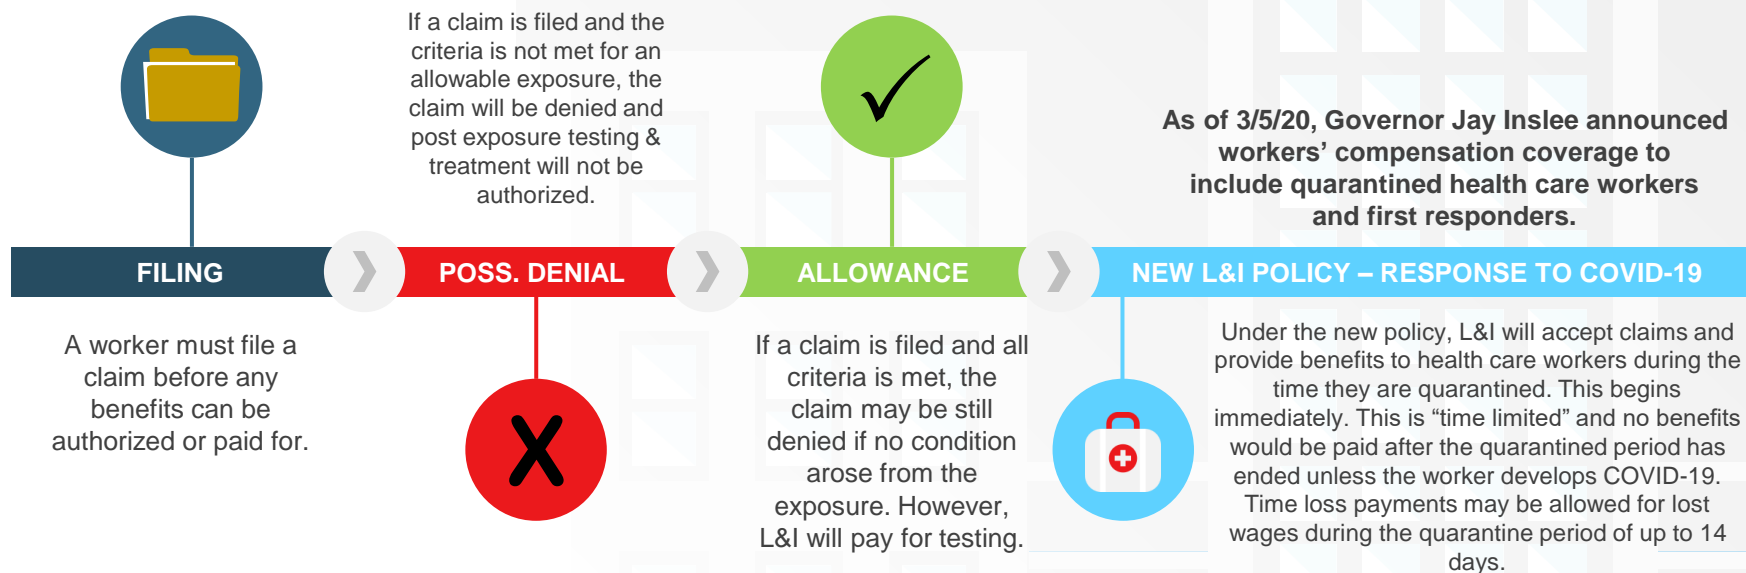 FILING
A worker must file a
claim before any
benefits can be
authorized or paid for.
If a claim is filed and the
criteria is not met for an
allowable exposure, the
claim will be denied and
post exposure testing &
treatment will not be
authorized.
POSS. DENIAL
X
ALLOWANCE
If a claim is filed and all
criteria is met, the
claim may be still
denied if no condition
arose from the
exposure. However,
L&I will pay for testing.
As of 3/5/20, Governor Jay Inslee announced
workers’ compensation coverage to
include quarantined health care workers
and first responders.
NEW L&I POLICY – RESPONSE TO COVID-19
Under the new policy, L&I will accept claims and
provide benefits to health care workers during the
time they are quarantined. This begins
immediately. This is “time limited” and no benefits
would be paid after the quarantined period has
ended unless the worker develops COVID-19.
Time loss payments may be allowed for lost
wages during the quarantine period of up to 14
days.